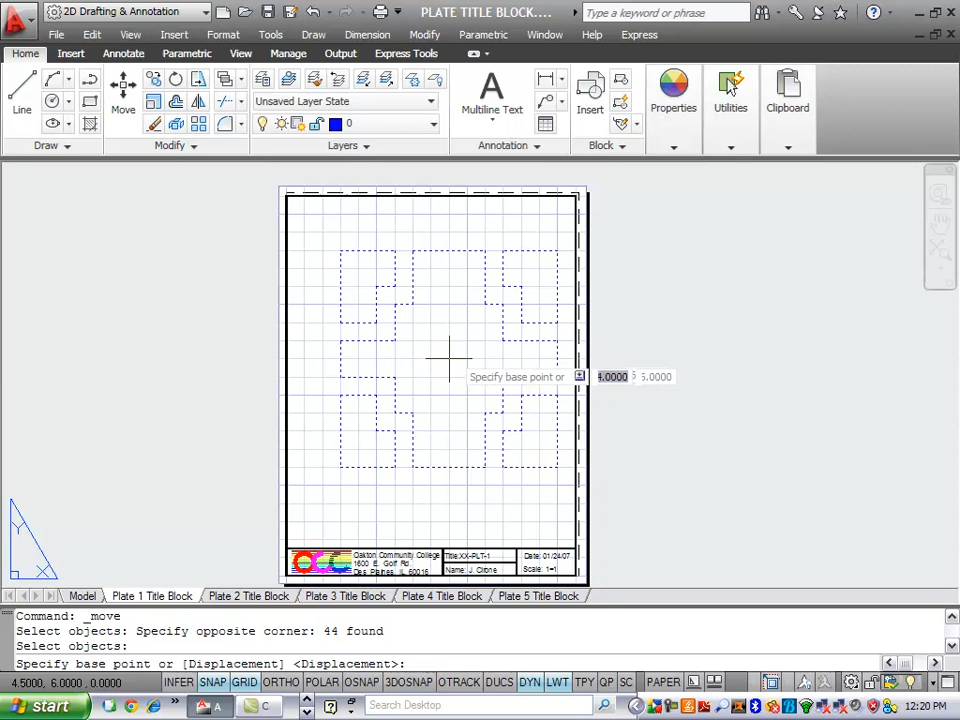 2D Drafting & Annotation
PLATE TITLE BLOCK....
Type a keyword or phrase
File Edit View Insert Format Tools Draw Dimension Modify Parametric Window Help Express
Home Insert Annotate Parametric View Manage Output Express Tools
Line
Move
Unsaved Layer State
0
Multiline Text
Insert
Properties
Utilities
Clipboard
Draw Modify Layers Annotation Block
Specify base point or 4.0000 6.0000
Y
X
OCC
Oakton Community College
1600 E. Golf Rd.
Des Plaines, IL 60016
Title:XX-PLT-1
Name: J. Cirone
Date: 01/24/07
Scale: 1=1
Model Plate 1 Title Block Plate 2 Title Block Plate 3 Title Block Plate 4 Title Block Plate 5 Title Block
Command: _move
Select objects: Specify opposite corner: 44 found
Select objects:
Specify base point or [Displacement] <Displacement>:
4.5000, 6.0000, 0.0000 INFER SNAP GRID ORTHO POLAR OSNAP 3DOSNAP OTRACK DUCS DYN LWT TPY QP SC PAPER
start A C Search Desktop 12:20 PM